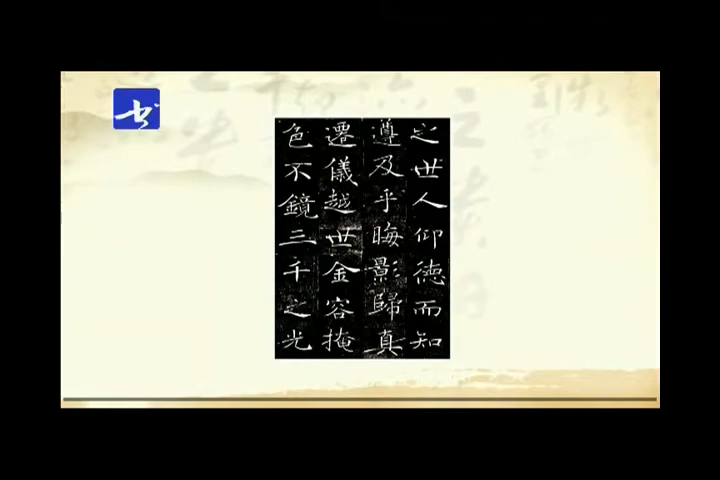 书
之世人仰德而知
遵及乎晦影歸真
遷儀越世金容掩
色不鏡三千之光